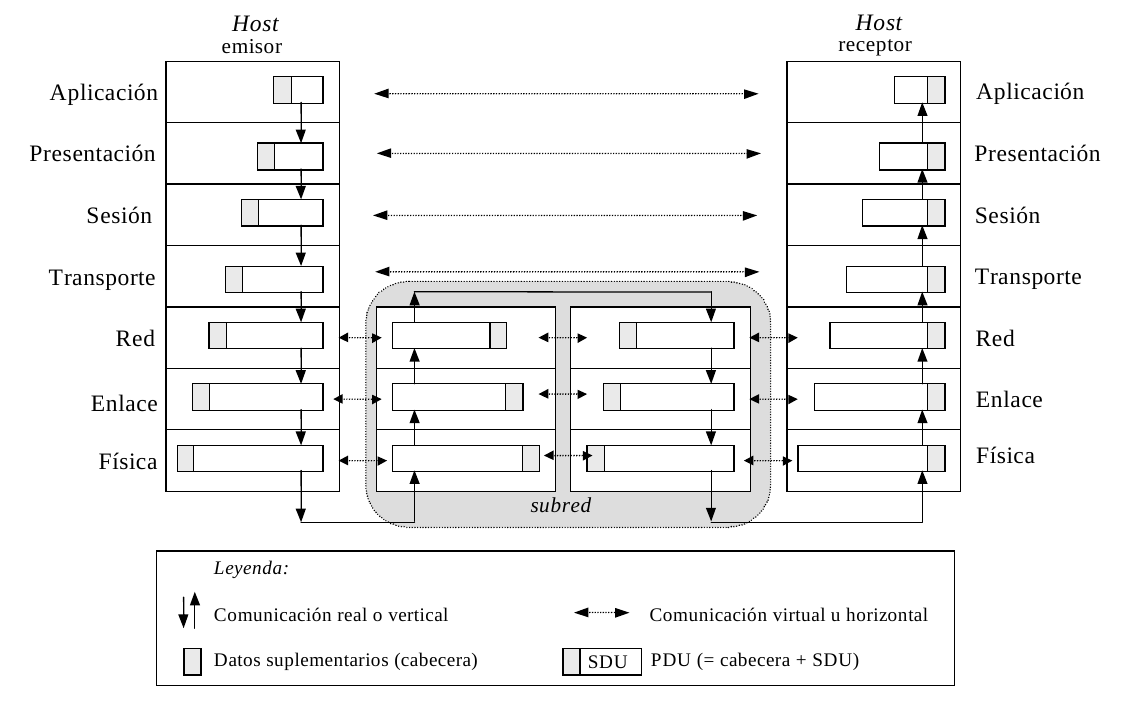 Host
emisor
Host
receptor
Aplicación
Aplicación
Presentación
Presentación
Sesión
Sesión
Transporte
Transporte
Red
Red
Enlace
Enlace
Física
Física
subred
Leyenda:
Comunicación real o vertical
Comunicación virtual u horizontal
Datos suplementarios (cabecera)
SDU
PDU (= cabecera + SDU)